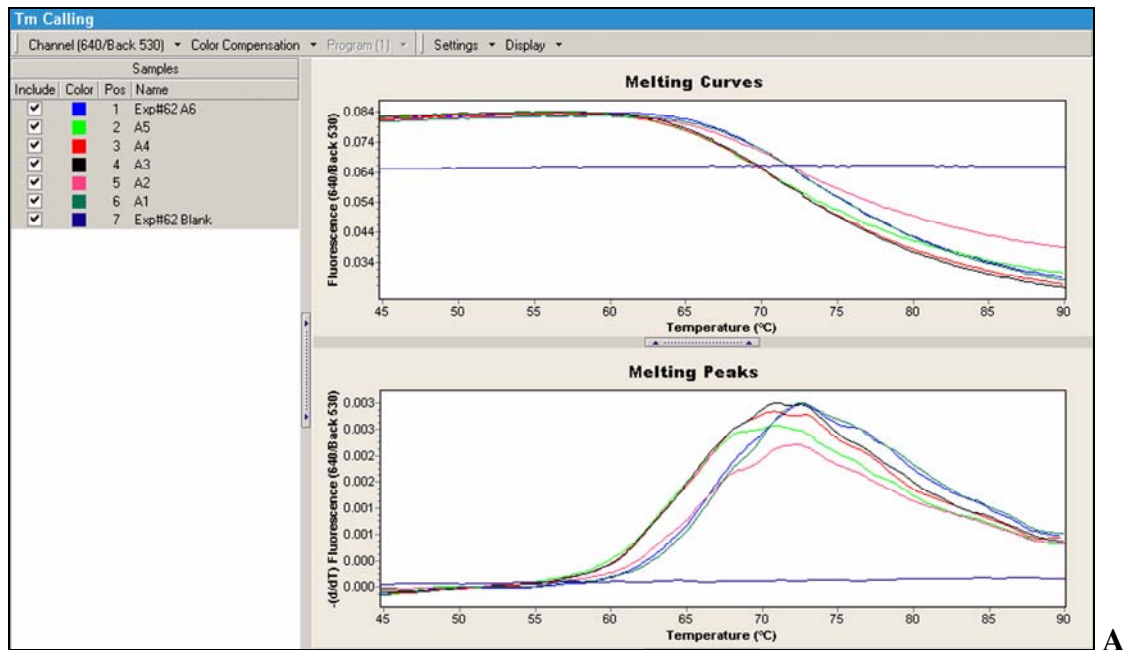 Tm Calling
Channel (640/Back 530) Color Compensation Program (1) Settings Display
Samples
Include Color Pos Name
1 Exp#62 A6
2 A5
3 A4
4 A3
5 A2
6 A1
7 Exp#62 Blank
Melting Curves
Fluorescence (640/Back 530)
0.084
0.074
0.064
0.054
0.044
0.034
45 50 55 60 65 70 75 80 85 90
Temperature (°C)
Melting Peaks
-(d/dT) Fluorescence (640/Back 530)
0.003
0.003
0.002
0.002
0.001
0.001
0.000
0.000
45 50 55 60 65 70 75 80 85 90
Temperature (°C)
A